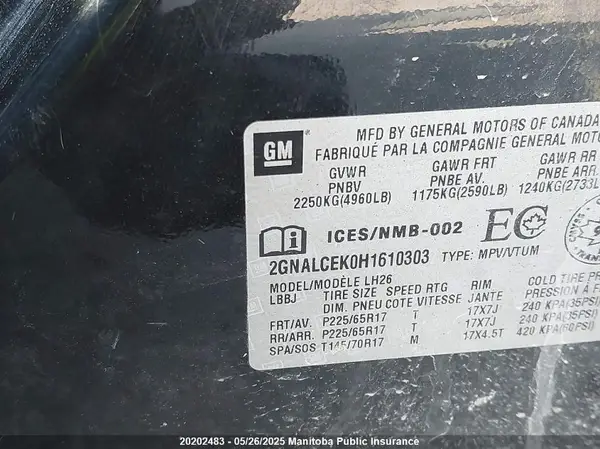 GM
MFD BY GENERAL MOTORS OF CANADA
FABRIQUÉ PAR LA COMPAGNIE GENERAL MOTO
GVWR GAWR FRT GAWR RR
PNBV PNBE AV. PNBE ARR.
2250KG(4960LB) 1175KG(2590LB) 1240KG(2733L
ICES/NMB-002 EC
2GNALCEK0H1610303 TYPE: MPV/VTUM
MODEL/MODÈLE LH26
LBBJ TIRE SIZE SPEED RTG RIM COLD TIRE PR
DIM. PNEU COTE VITESSE JANTE PRESSION À F
FRT/AV. P225/65R17 T 17X7J 240 KPA(35PSI)
RR/ARR. P225/65R17 T 17X7J 240 KPA(35PSI)
SPA/SOS T145/70R17 M 17X4.5T 420 KPA(60PSI)
20202483 - 05/26/2025 Manitoba Public Insurance